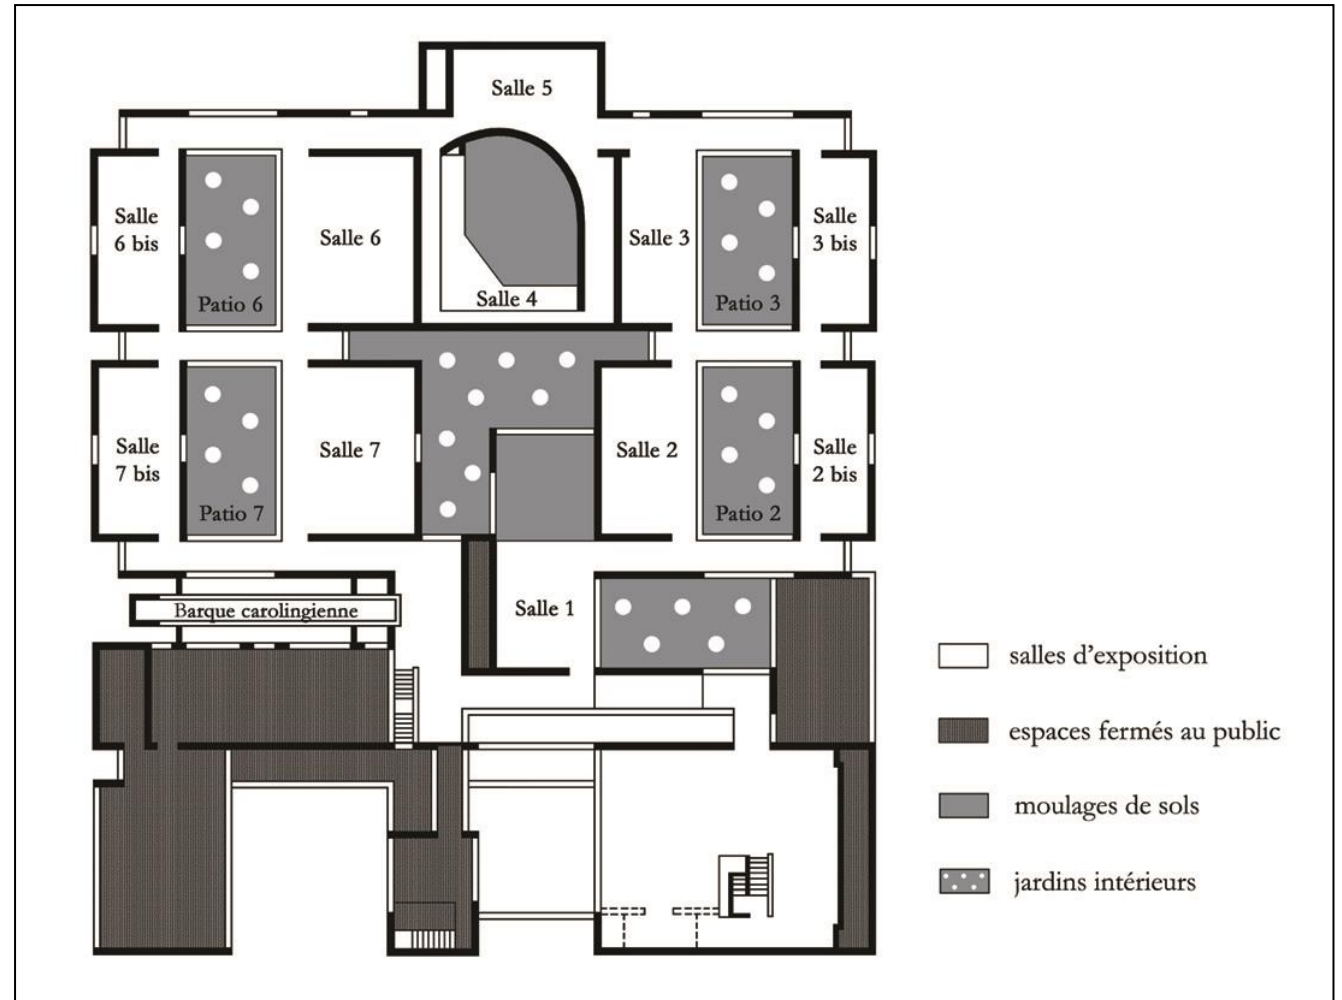 Salle 5
Salle
6 bis
Salle 6
Salle 3
Salle
3 bis
Patio 6
Salle 4
Patio 3
Salle
7 bis
Salle 7
Salle 2
Salle
2 bis
Patio 7
Patio 2
Barque carolingienne
Salle 1
salles d'exposition
espaces fermés au public
moulages de sols
jardins intérieurs